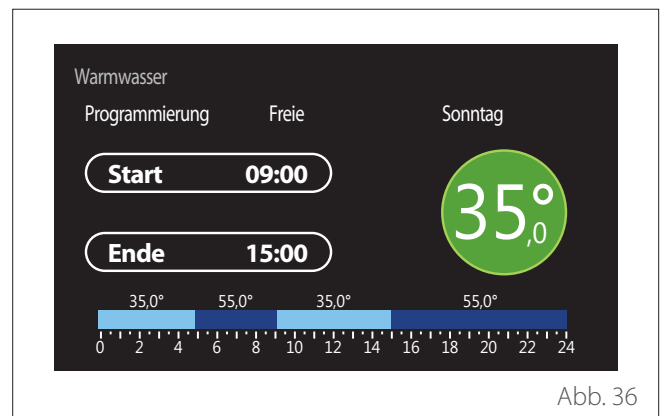 Warmwasser
Programmierung Freie Sonntag
Start 09:00
35°,0
Ende 15:00
35,0° 55,0° 35,0° 55,0°
0 2 4 6 8 10 12 14 16 18 20 22 24
Abb. 36